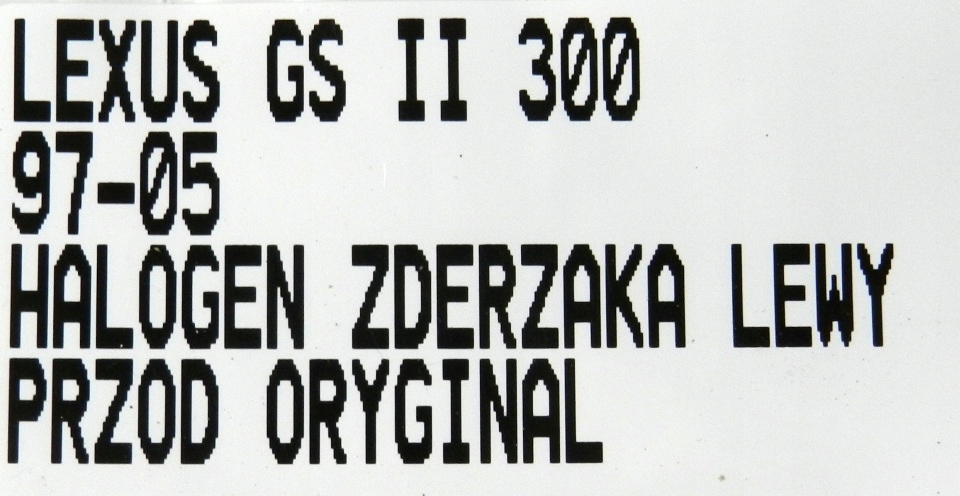 LEXUS GS II 300
97-05
HALOGEN ZDERZAKA LEWY
PRZOD ORYGINAL